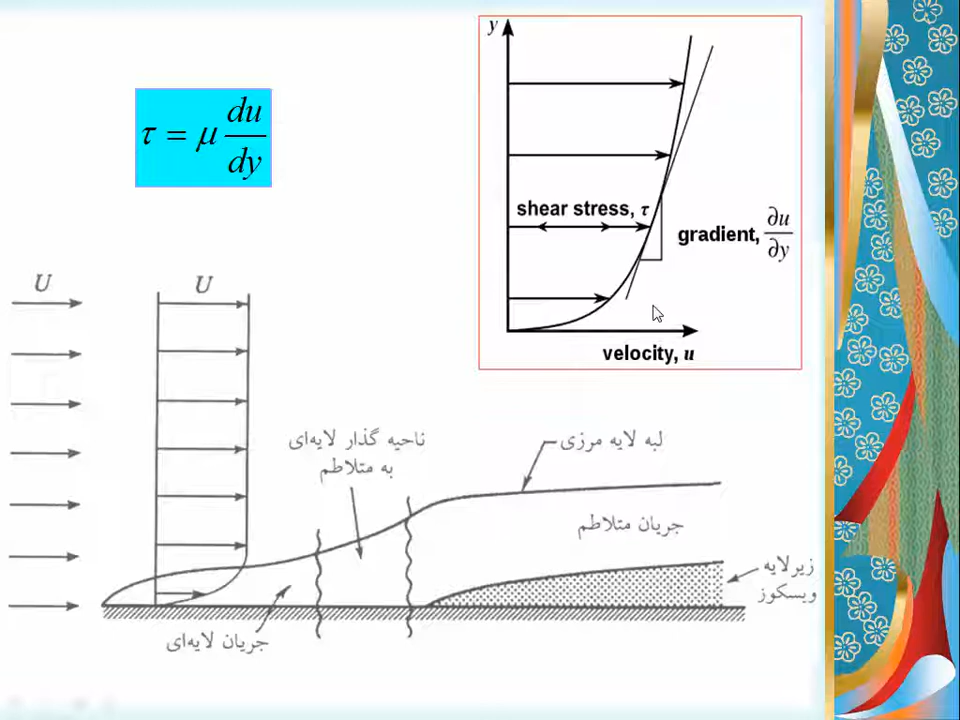 τ = μ du/dy
y
shear stress, τ
gradient, ∂u/∂y
velocity, u
U
U
ناحیه گذار لایه‌ای
به متلاطم
لبه لایه مرزی
جریان متلاطم
زیرلایه
ویسکوز
جریان لایه‌ای